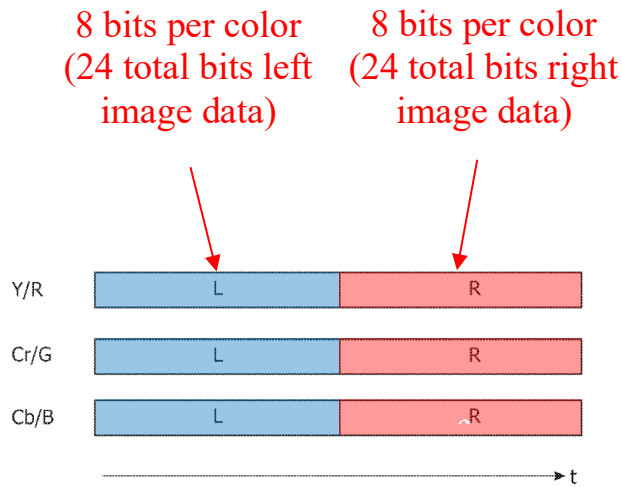 8 bits per color
(24 total bits left
image data)
8 bits per color
(24 total bits right
image data)
Y/R
L
R
Cr/G
L
R
Cb/B
L
R
t